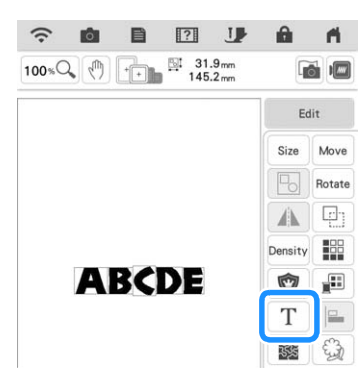 100% 31.9mm
145.2mm
Edit
Size Move
Rotate
Density
T
ABCDE